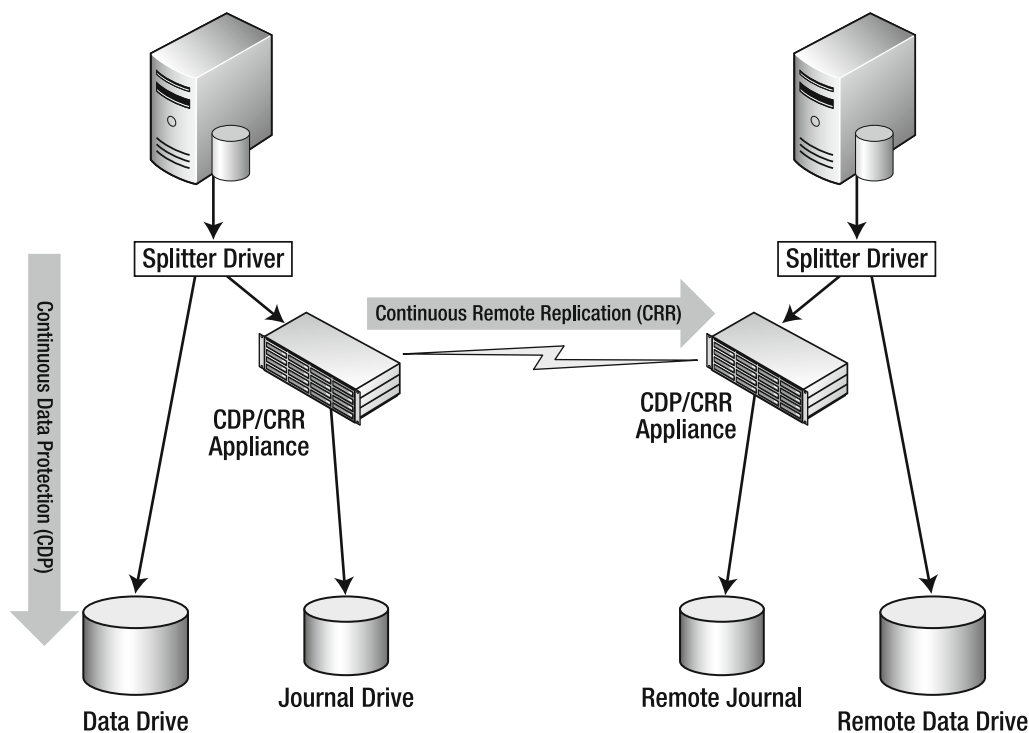 Splitter Driver
Splitter Driver
Continuous Data Protection (CDP)
Continuous Remote Replication (CRR)
CDP/CRR
Appliance
CDP/CRR
Appliance
Data Drive
Journal Drive
Remote Journal
Remote Data Drive